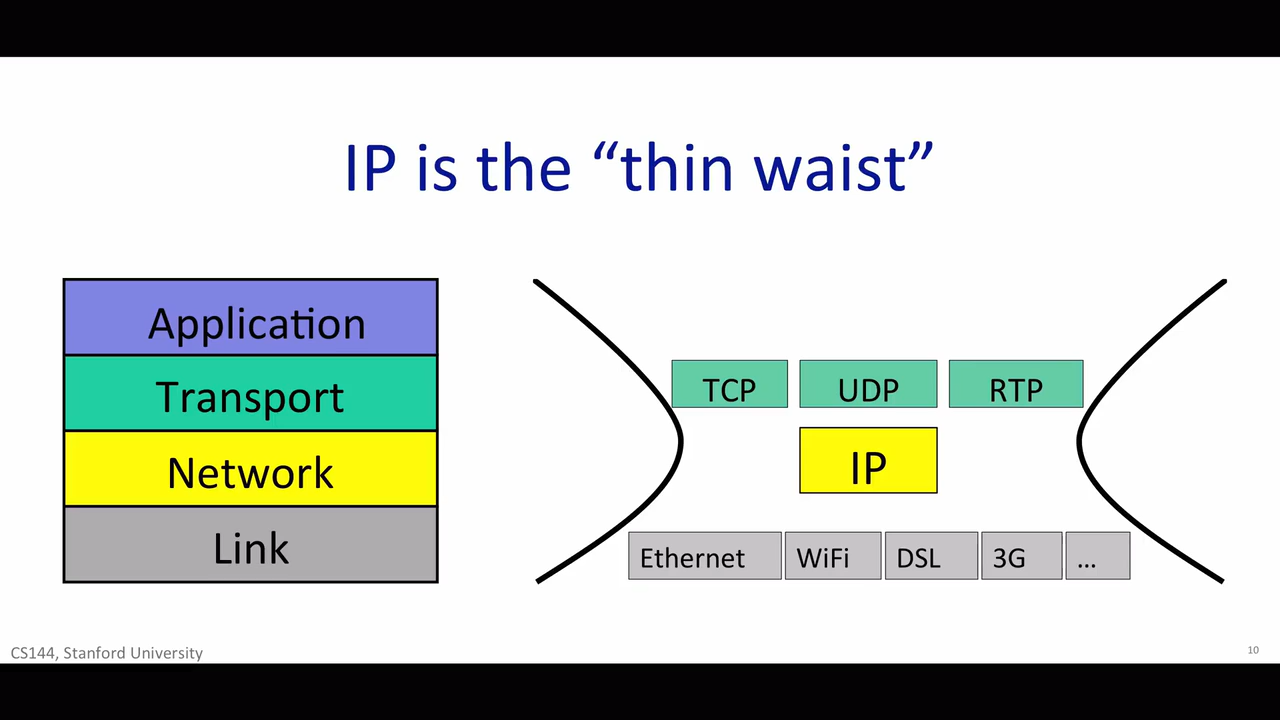 IP is the “thin waist”
Application
Transport
Network
Link
TCP UDP RTP
IP
Ethernet WiFi DSL 3G ...
CS144, Stanford University
10